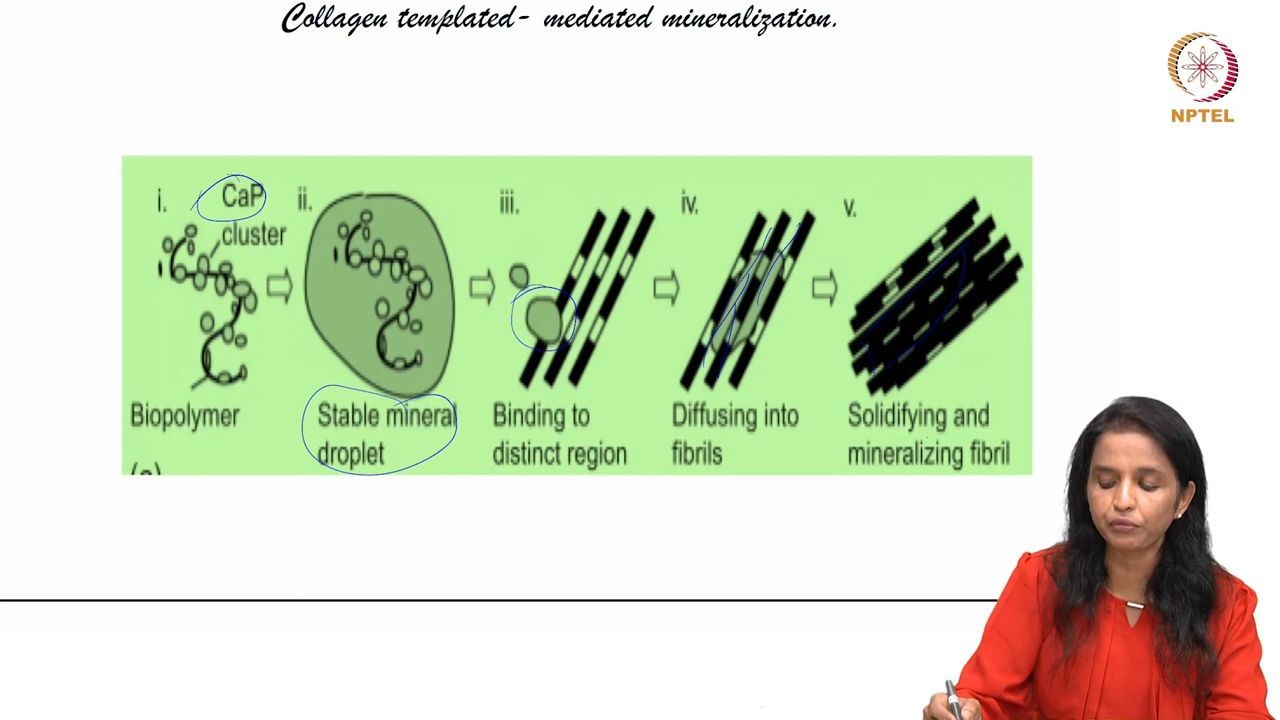 Collagen templated- mediated mineralization.
NPTEL
i.
CaP
cluster
Biopolymer
ii.
Stable mineral
droplet
iii.
Binding to
distinct region
iv.
Diffusing into
fibrils
v.
Solidifying and
mineralizing fibril